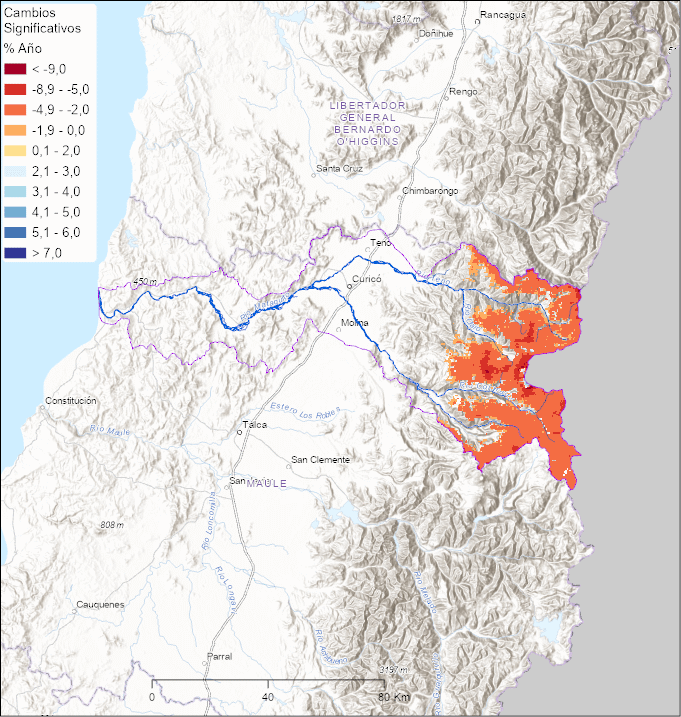 Cambios
Significativos
% Año
< -9,0
-8,9 - -5,0
-4,9 - -2,0
-1,9 - 0,0
0,1 - 2,0
2,1 - 3,0
3,1 - 4,0
4,1 - 5,0
5,1 - 6,0
> 7,0
1817 m
Rancagua
Doñihue
51
Rengo
LIBERTADOR
GENERAL
BERNARDO
O'HIGGINS
Santa Cruz
Chimbarongo
Teno
450 m
Curicó
Río Mataquito
Molina
Constitución
Río Maule
Estero Los Robles
Talca
San Clemente
MAULE
Río Loncomilla
808 m
Río Longaví
Río Melado
Cauquenes
Parral
3197 m
0
40
80 Km